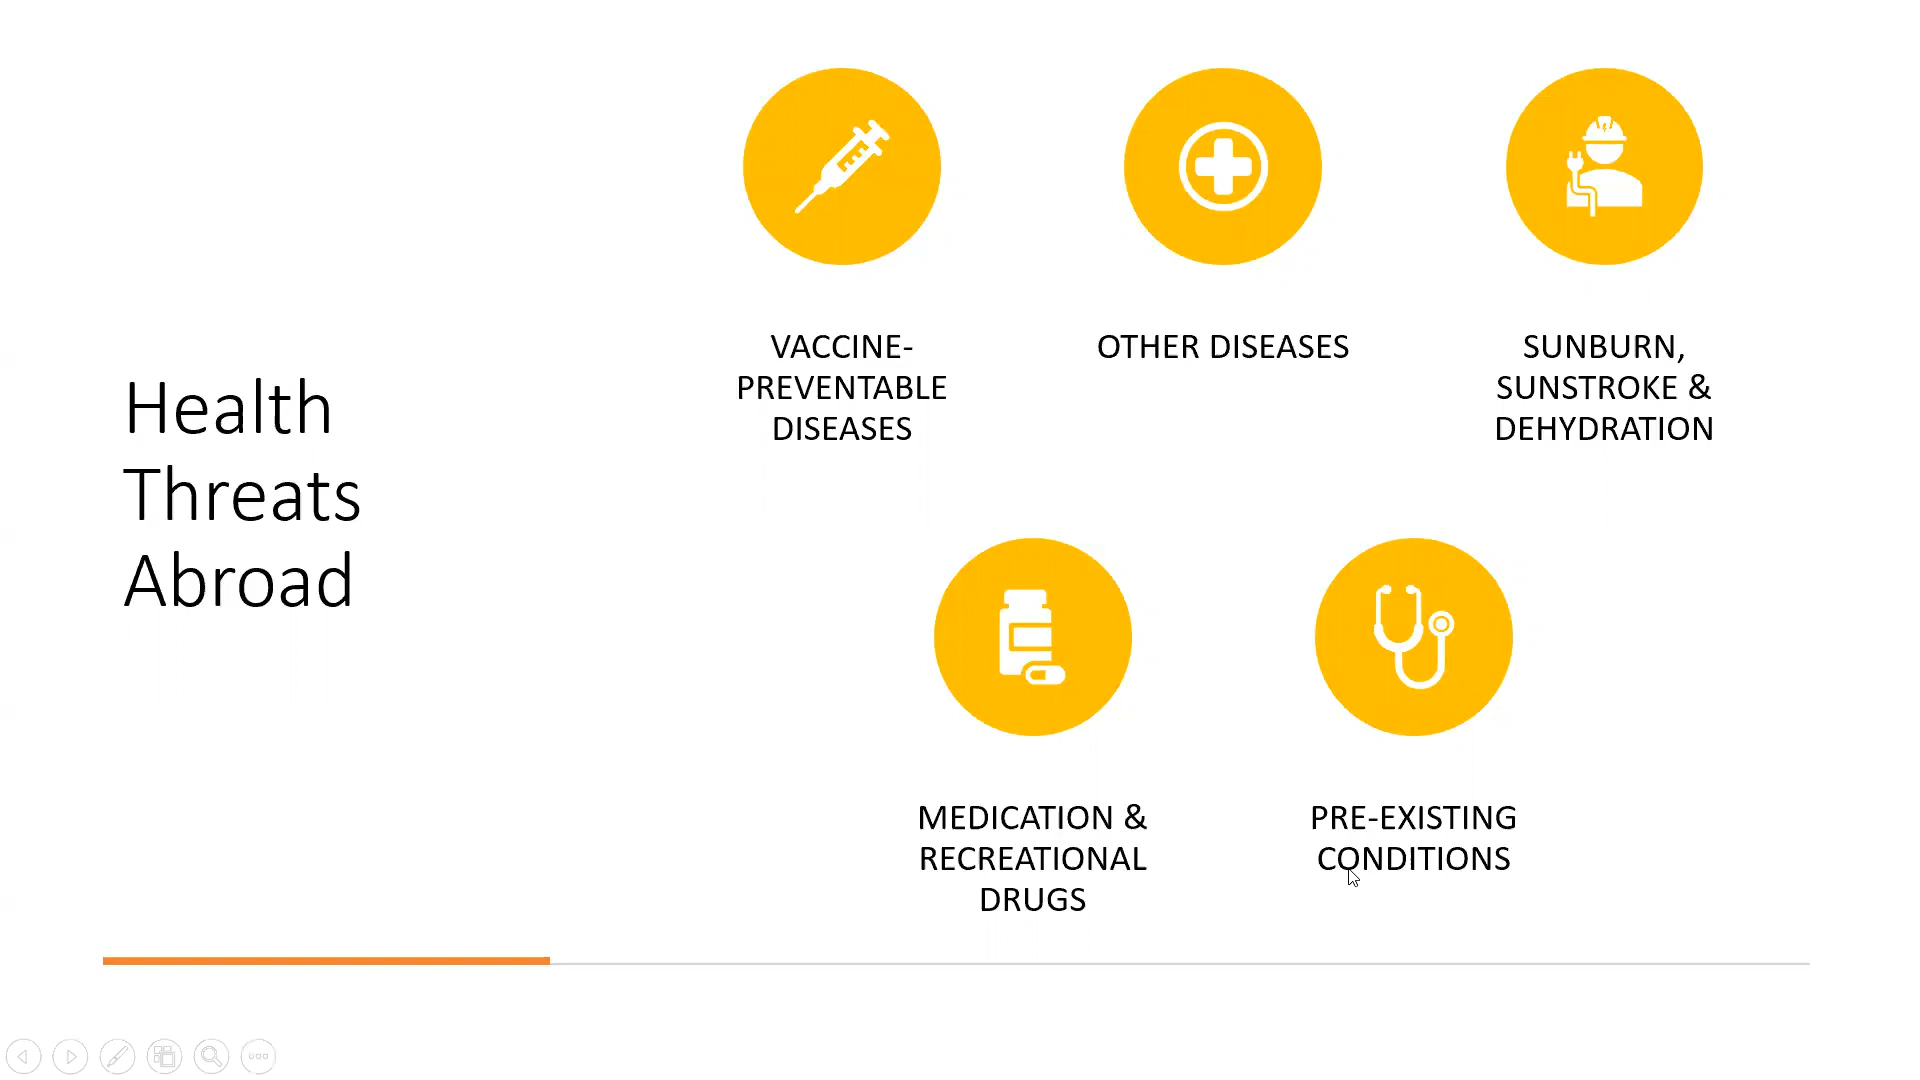 Health
Threats
Abroad
VACCINE-
PREVENTABLE
DISEASES
OTHER DISEASES
SUNBURN,
SUNSTROKE &
DEHYDRATION
MEDICATION &
RECREATIONAL
DRUGS
PRE-EXISTING
CONDITIONS